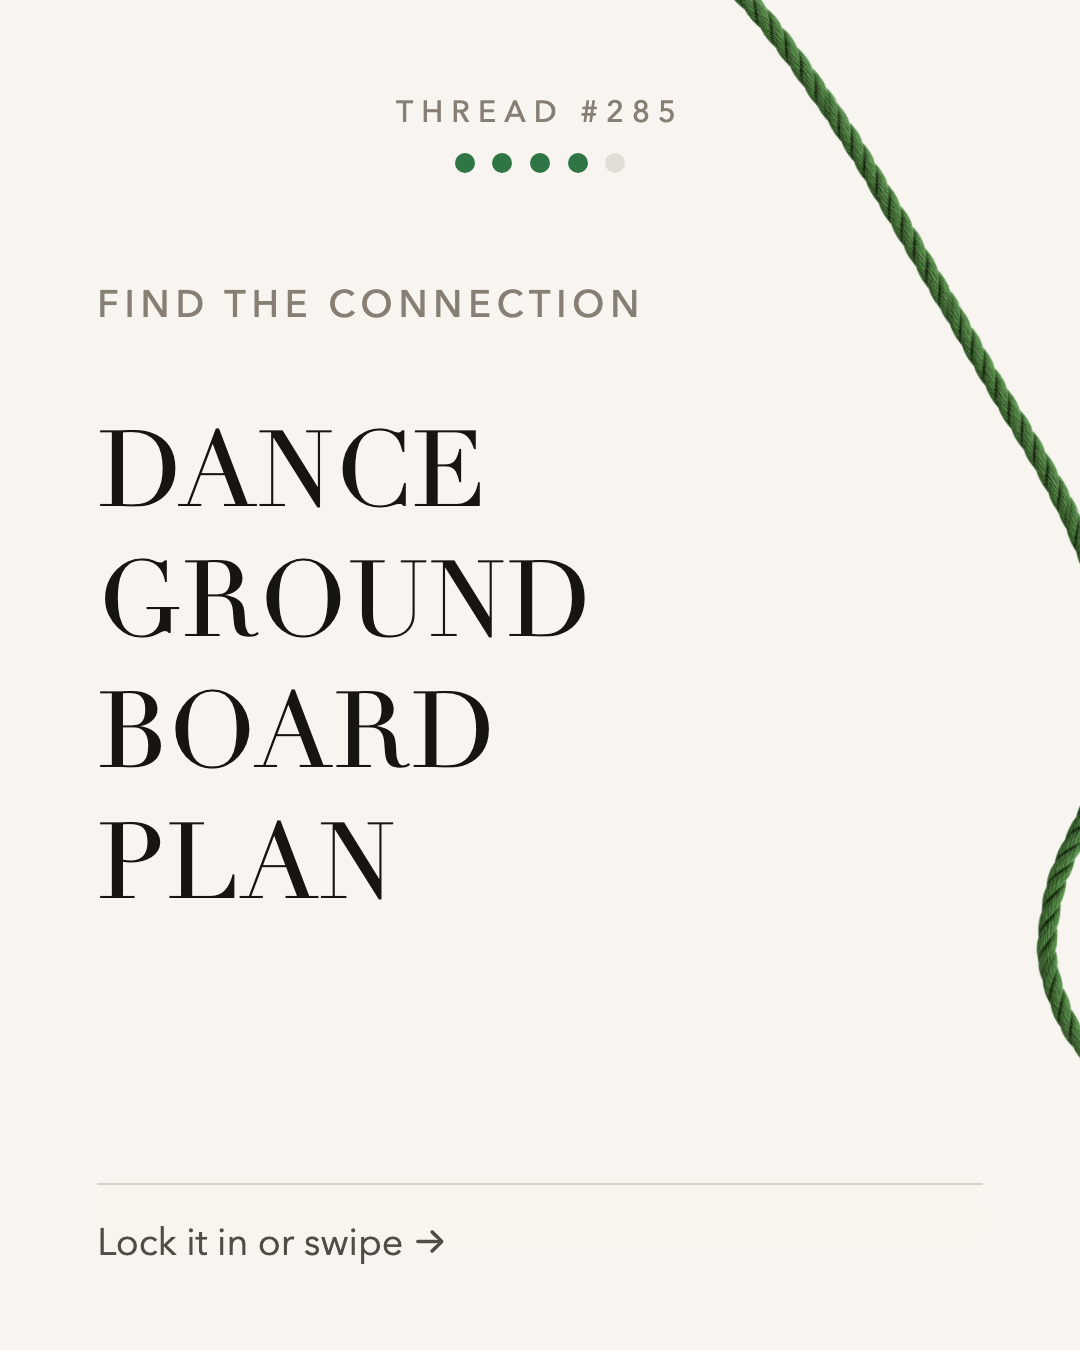 THREAD #285
FIND THE CONNECTION
DANCE
GROUND
BOARD
PLAN
Lock it in or swipe →